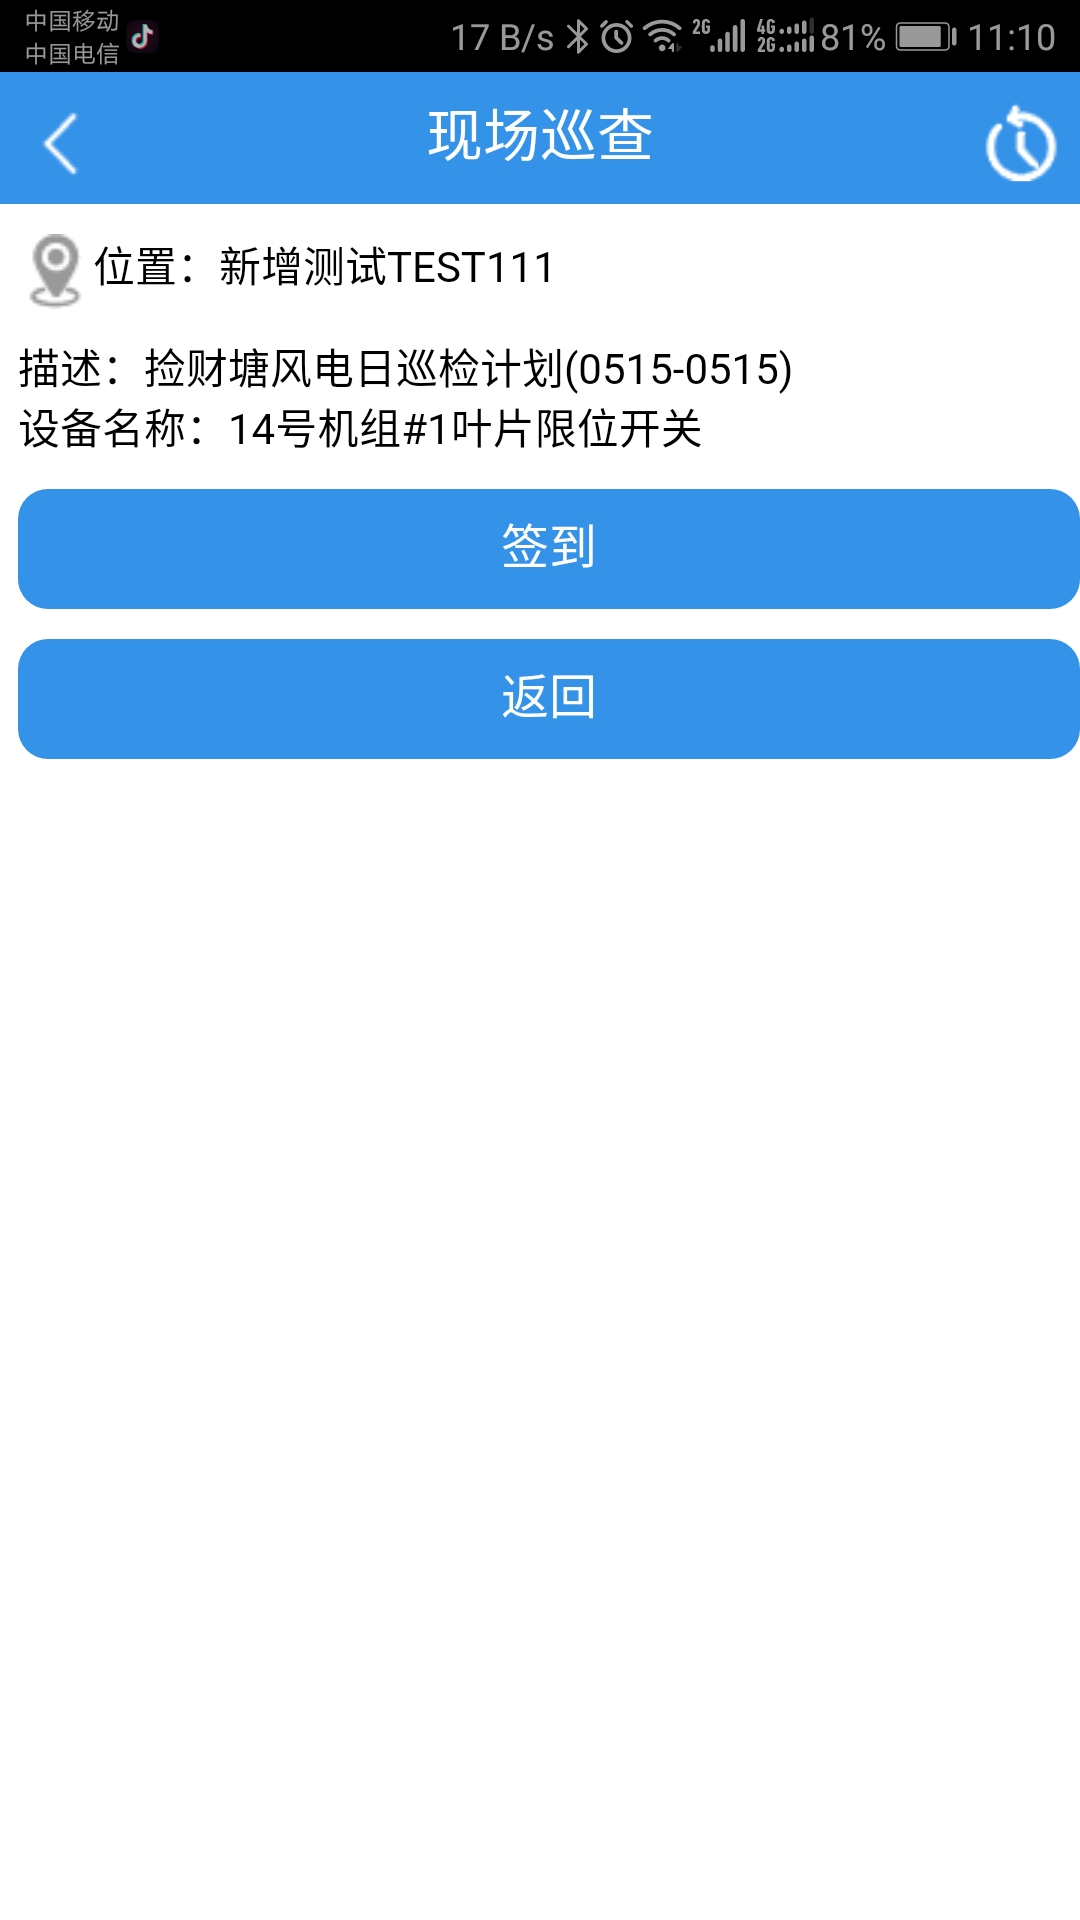 中国移动
中国电信
17 B/s 2G 4G 2G 81% 11:10
现场巡查
位置：新增测试TEST111
描述：捡财塘风电日巡检计划(0515-0515)
设备名称：14号机组#1叶片限位开关
签到
返回